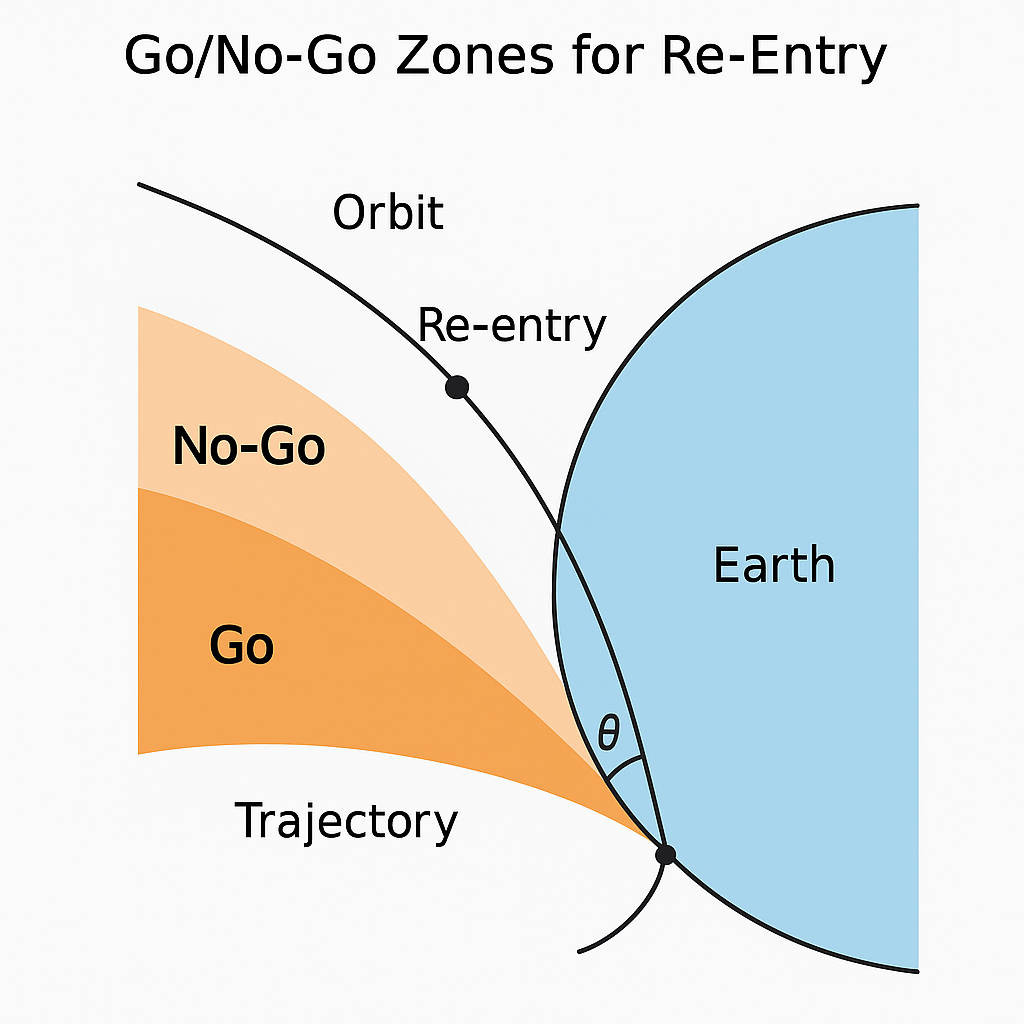 Go/No-Go Zones for Re-Entry
Orbit
Re-entry
No-Go
Earth
Go
θ
Trajectory